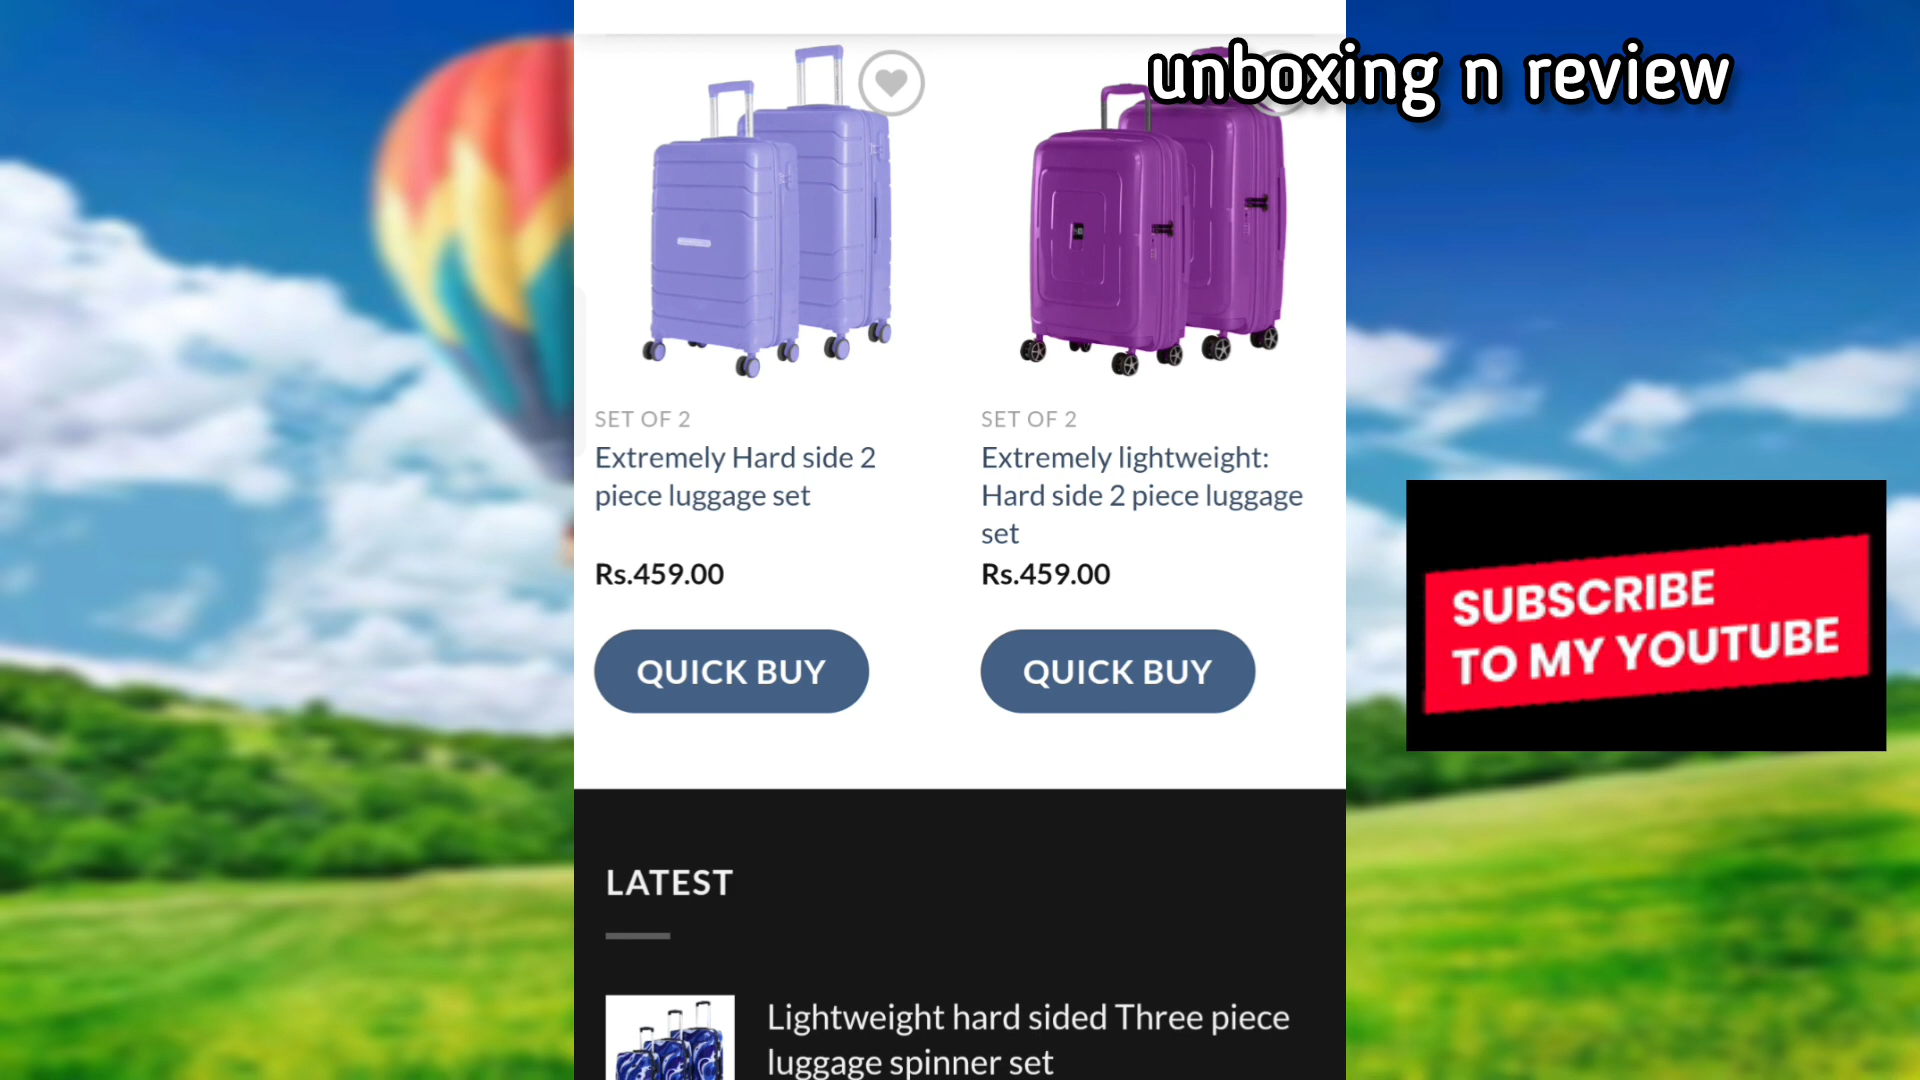 unboxing n review
SET OF 2
Extremely Hard side 2
piece luggage set
Rs.459.00
QUICK BUY
SET OF 2
Extremely lightweight:
Hard side 2 piece luggage
set
Rs.459.00
QUICK BUY
SUBSCRIBE
TO MY YOUTUBE
LATEST
Lightweight hard sided Three piece
luggage spinner set